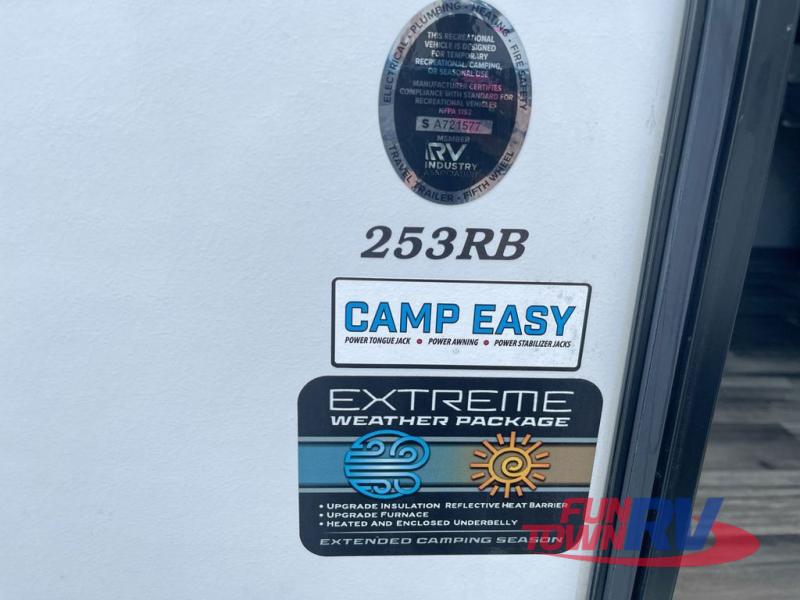 ELECTRICAL • PLUMBING • HEATING • FIRE SAFETY
THIS RECREATIONAL
VEHICLE IS DESIGNED
FOR TEMPORARY
RECREATIONAL, CAMPING,
OR SEASONAL USE
MANUFACTURER CERTIFIES
COMPLIANCE WITH STANDARD FOR
RECREATIONAL VEHICLES
NFPA 1192
S A721577
MEMBER
RV
INDUSTRY
ASSOCIATION
TRAVEL TRAILER • FIFTH WHEEL
253RB
CAMP EASY
POWER TONGUE JACK • POWER AWNING • POWER STABILIZER JACKS
EXTREME
WEATHER PACKAGE
• UPGRADE INSULATION REFLECTIVE HEAT BARRIER
• UPGRADE FURNACE
• HEATED AND ENCLOSED UNDERBELLY
EXTENDED CAMPING SEASON
FUN
TOWN RV